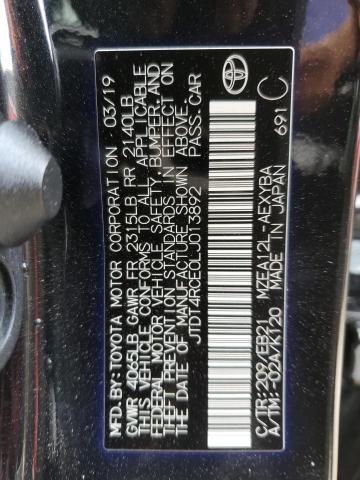 MFD. BY: TOYOTA MOTOR CORPORATION 03/19
GVWR 4065LB GAWR FR 2315LB RR 2140LB
THIS VEHICLE CONFORMS TO ALL APPLICABLE
FEDERAL MOTOR VEHICLE SAFETY, BUMPER, AND
THEFT PREVENTION STANDARDS IN EFFECT ON
THE DATE OF MANUFACTURE SHOWN ABOVE.
JTDT4RCE0LJ013892 PASS. CAR
C/TR: 209/EB21 MZEA12L-AEXTBA
A/TM: -02A/K120 MADE IN JAPAN
691
C